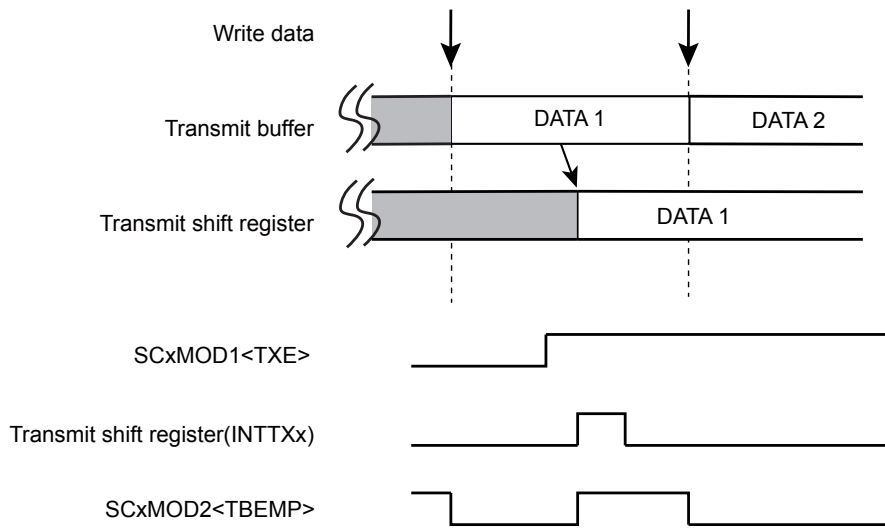 Write data
Transmit buffer
DATA 1
DATA 2
Transmit shift register
DATA 1
SCxMOD1<TXE>
Transmit shift register(INTTXx)
SCxMOD2<TBEMP>